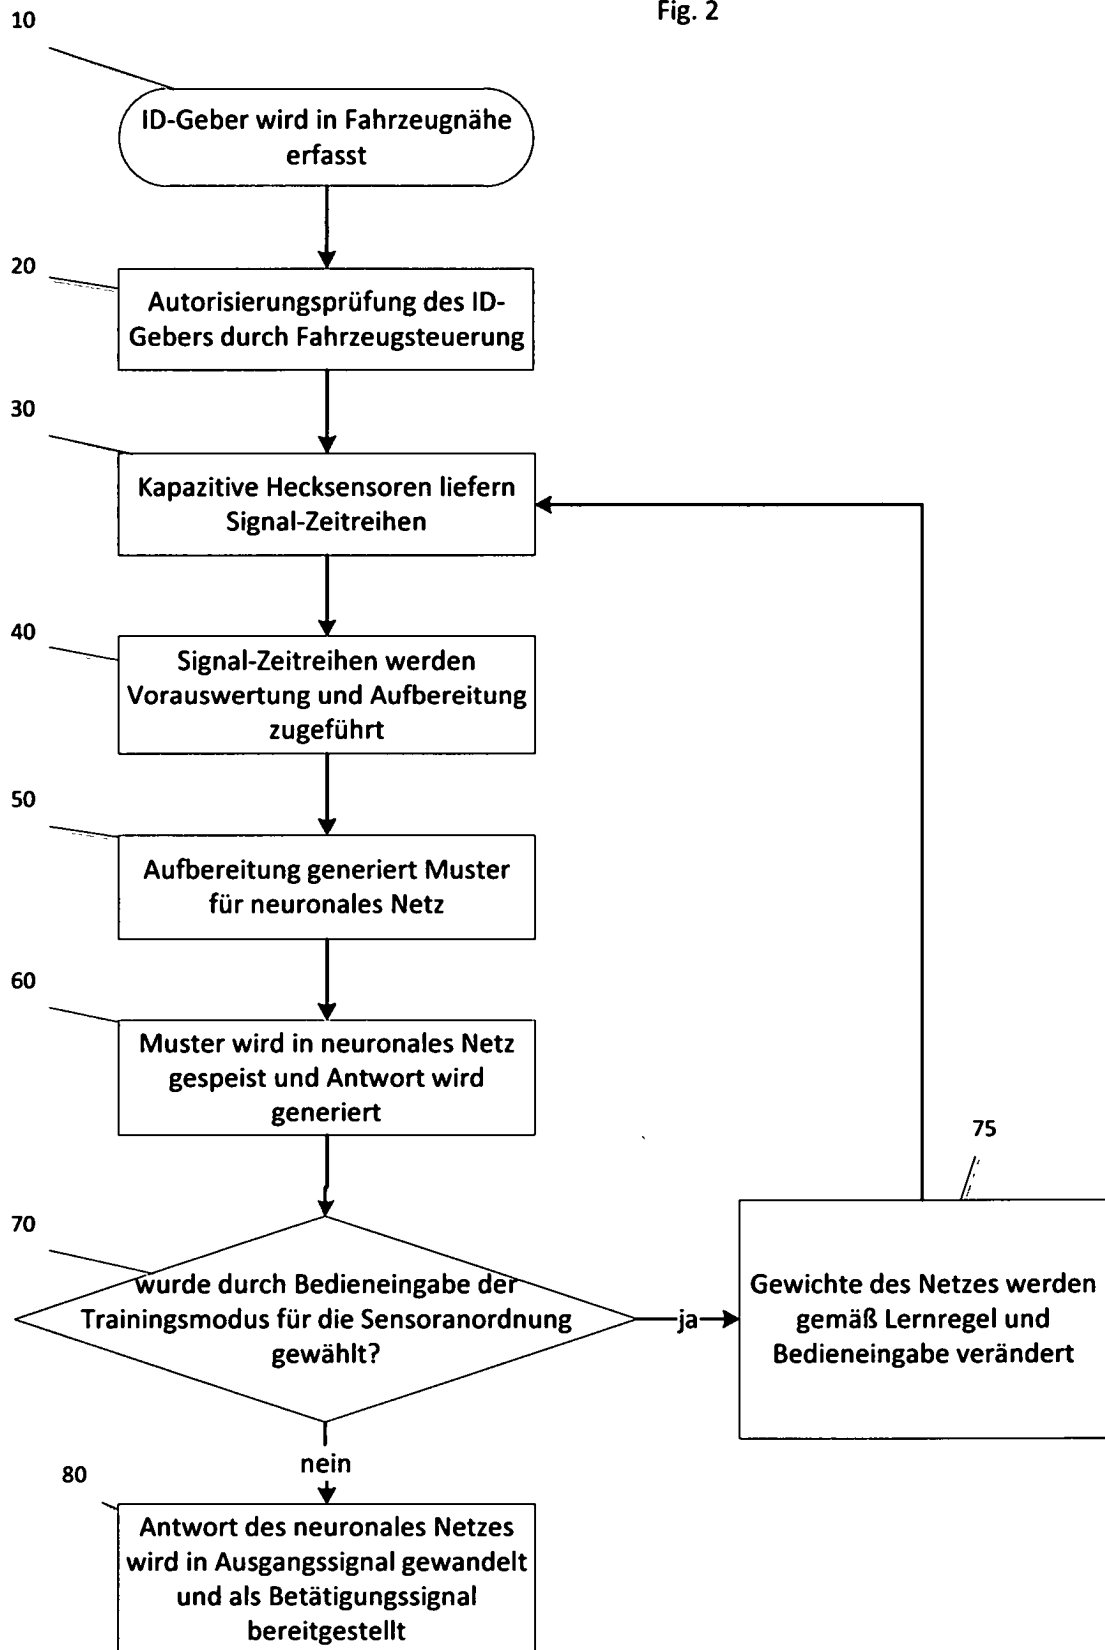 Fig. 2
10
ID-Geber wird in Fahrzeugnähe
erfasst
20
Autorisierungsprüfung des ID-
Gebers durch Fahrzeugsteuerung
30
Kapazitive Hecksensoren liefern
Signal-Zeitreihen
40
Signal-Zeitreihen werden
Vorauswertung und Aufbereitung
zugeführt
50
Aufbereitung generiert Muster
für neuronales Netz
60
Muster wird in neuronales Netz
gespeist und Antwort wird
generiert
70
wurde durch Bedieneingabe der
Trainingsmodus für die Sensoranordnung
gewählt?
ja
75
Gewichte des Netzes werden
gemäß Lernregel und
Bedieneingabe verändert
nein
80
Antwort des neuronales Netzes
wird in Ausgangssignal gewandelt
und als Betätigungssignal
bereitgestellt